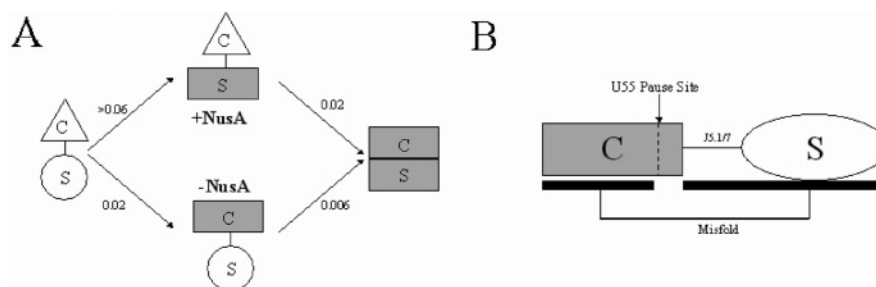 A
C
S
>0.06
0.02
C
S
+NusA
-NusA
C
S
0.02
0.006
C
S
B
U55 Pause Site
C
J5.1/7
S
Misfold